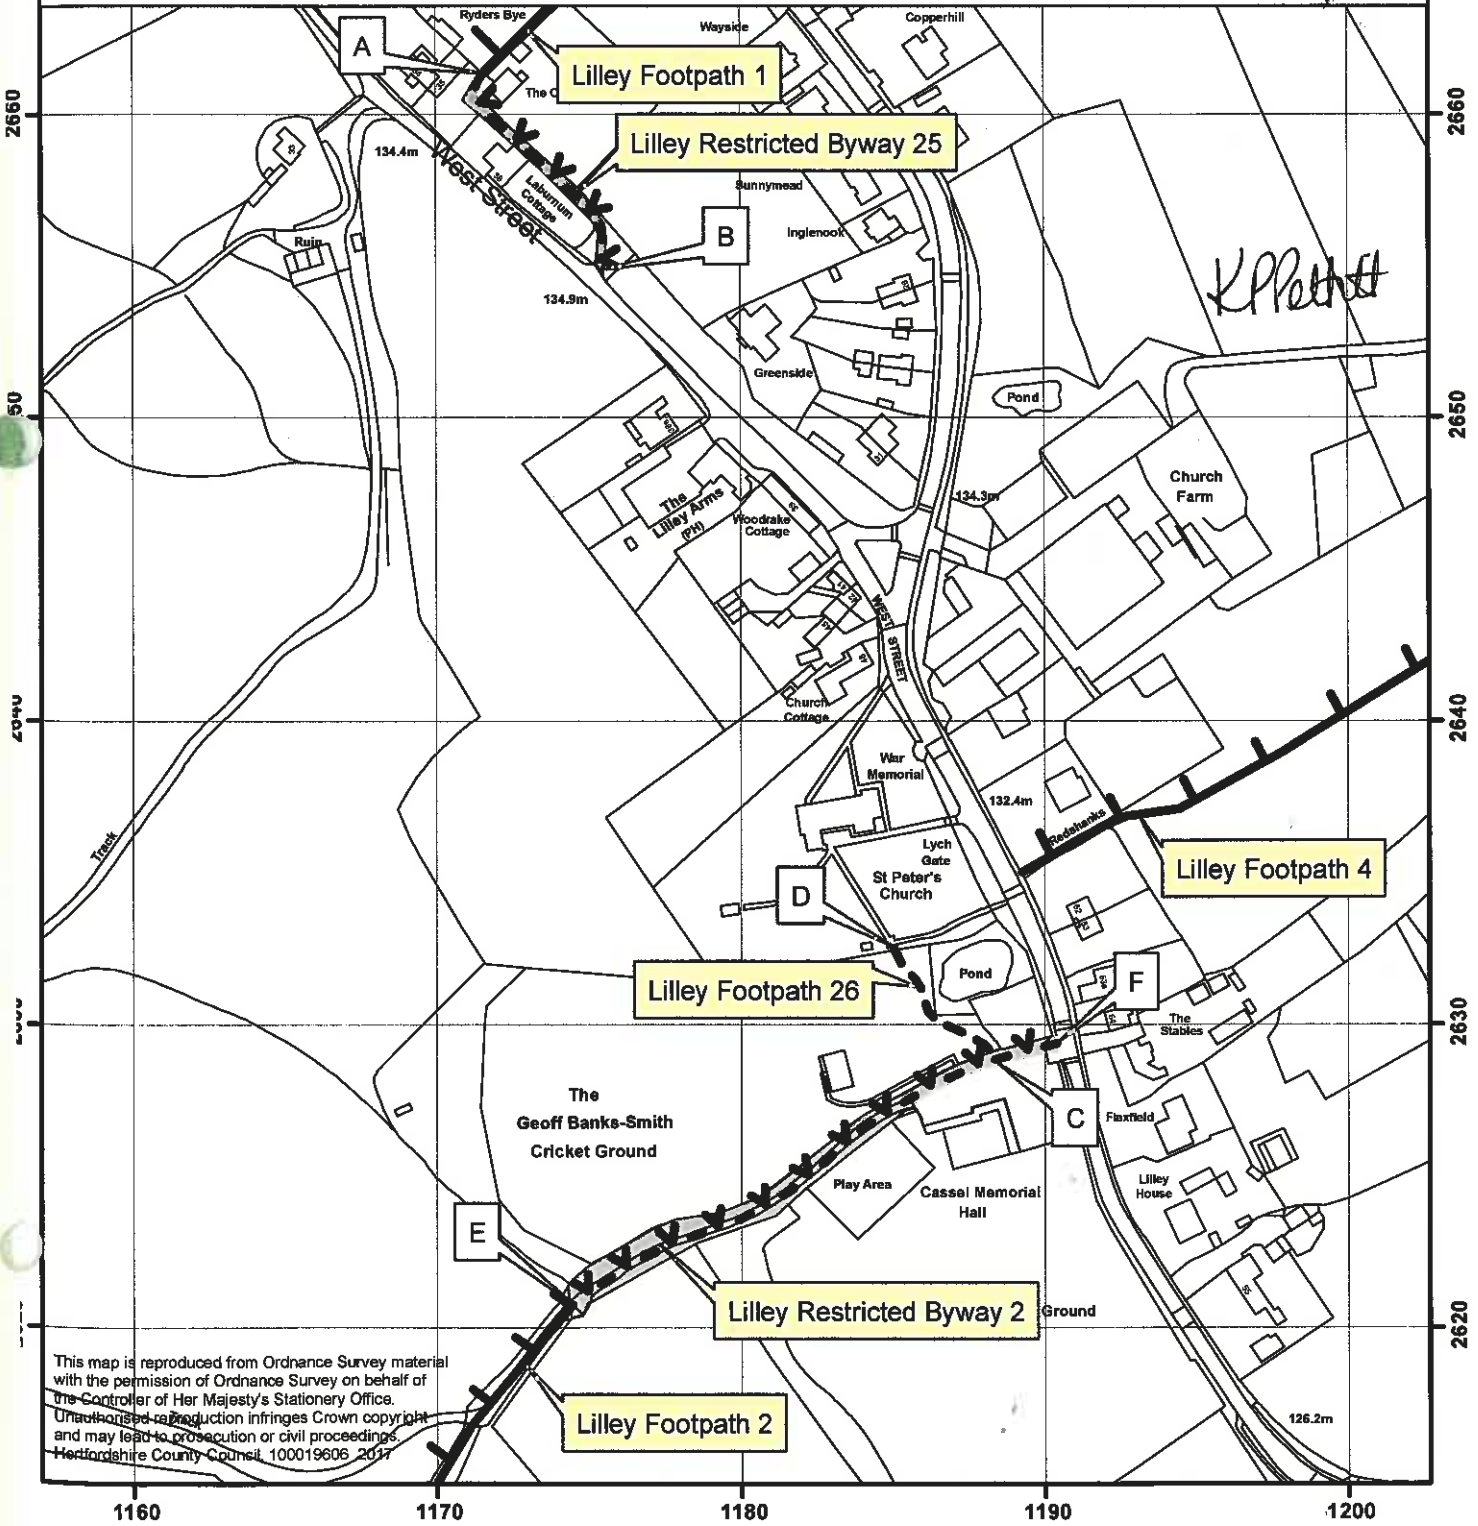 Ryders Bye
Wayside
Copperhill
A
Lilley Footpath 1
The C
2660
2660
Lilley Restricted Byway 25
134.4m
West Street
Laburnum
Cottage
Sunnymead
B
Inglenook
Ruin
134.9m
KPPettitt
Greenside
Pond
50
2650
134.3m
Church
Farm
The
Lilley Arms
(PH)
Woodrake
Cottage
WEST
STREET
Church
Cottage
2640
2640
War
Memorial
132.4m
Redshanks
Lilley Footpath 4
Track
Lych
Gate
St Peter's
Church
D
Pond
Lilley Footpath 26
F
The
Stables
2630
The
Geoff Banks-Smith
Cricket Ground
C
Flaxfield
Play Area
Cassel Memorial
Hall
Lilley
House
E
Lilley Restricted Byway 2
Ground
2620
This map is reproduced from Ordnance Survey material
with the permission of Ordnance Survey on behalf of
the Controller of Her Majesty's Stationery Office.
Unauthorised reproduction infringes Crown copyright
and may lead to prosecution or civil proceedings.
Hertfordshire County Council, 100019606 2017
Lilley Footpath 2
126.2m
1160
1170
1180
1190
1200